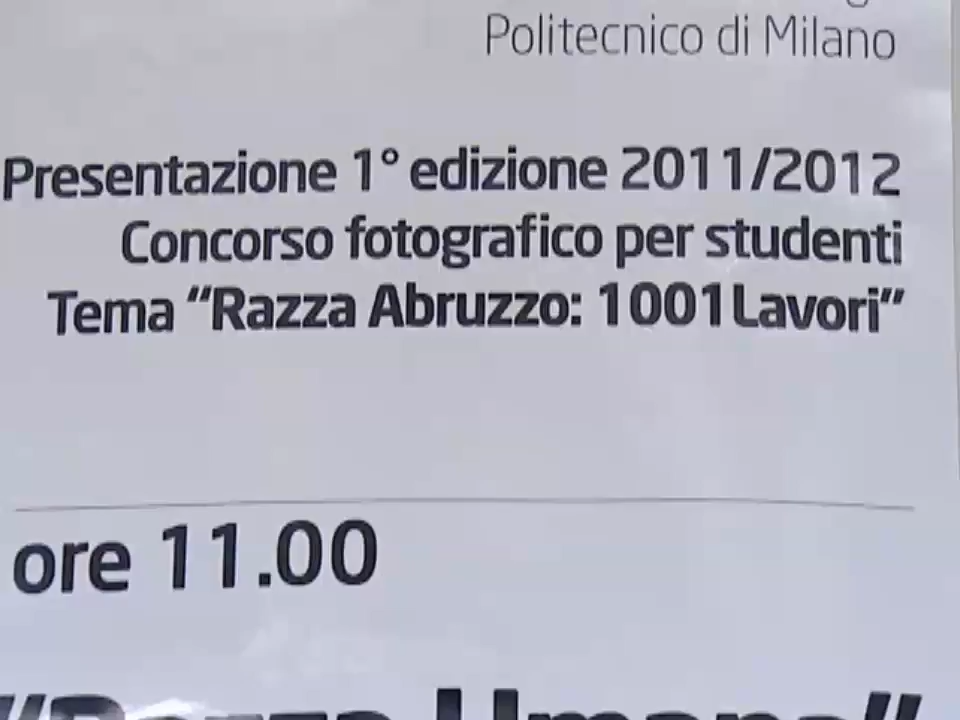 Politecnico di Milano
Presentazione 1° edizione 2011/2012
Concorso fotografico per studenti
Tema “Razza Abruzzo: 1001 Lavori”
ore 11.00